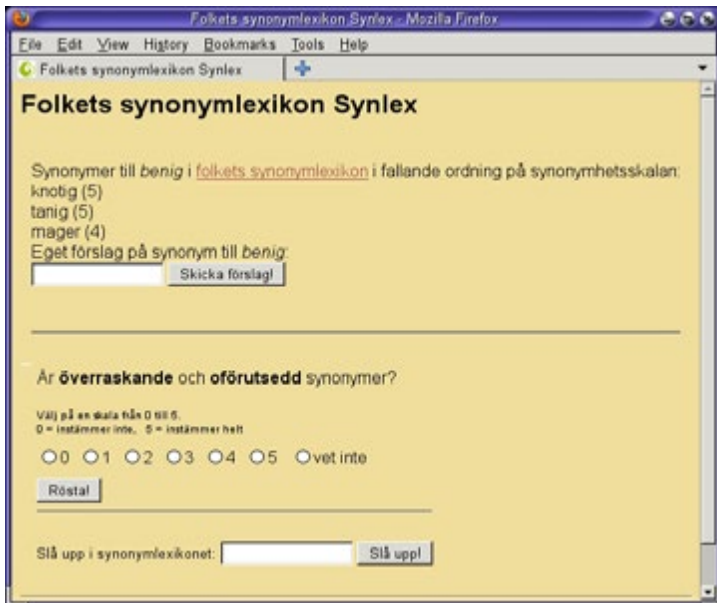 Folkets synonymlexikon Synlex - Mozilla Firefox
File Edit View History Bookmarks Tools Help
Folkets synonymlexikon Synlex
Folkets synonymlexikon Synlex
Synonymer till benig i folkets synonymlexikon i fallande ordning på synonymhetsskalan:
knotig (5)
tanig (5)
mager (4)
Eget förslag på synonym till benig:
Skicka förslag!
Är överraskande och oförutsedd synonymer?
Välj på en skala från 0 till 5.
0 = instämmer inte, 5 = instämmer helt
0 1 2 3 4 5 vet inte
Rösta!
Slå upp i synonymlexikonet: Slå upp!